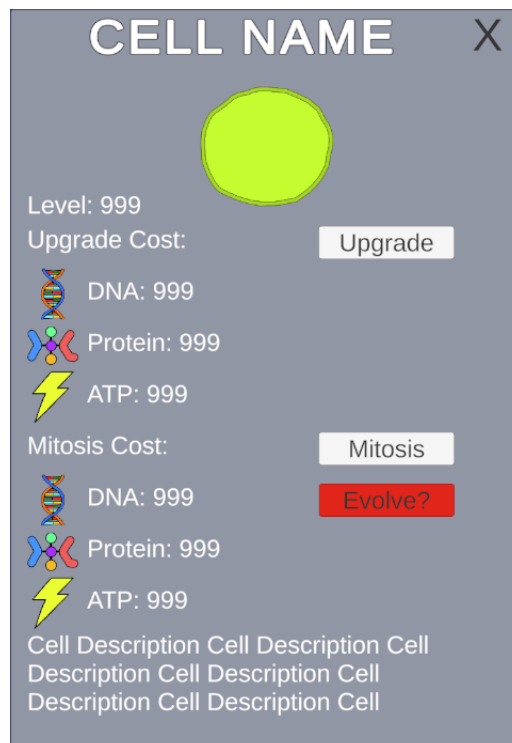 CELL NAME X
Level: 999
Upgrade Cost: Upgrade
DNA: 999
Protein: 999
ATP: 999
Mitosis Cost: Mitosis
DNA: 999 Evolve?
Protein: 999
ATP: 999
Cell Description Cell Description Cell
Description Cell Description Cell
Description Cell Description Cell